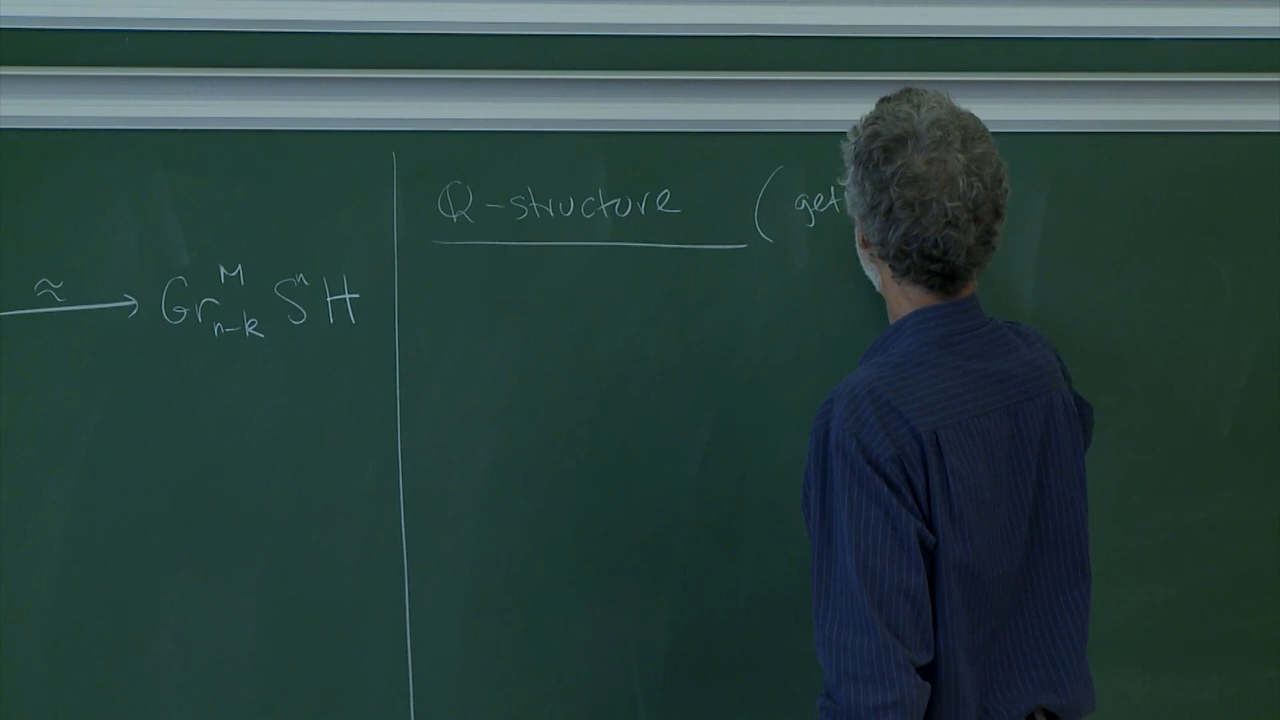 ≈→ Gr^M_{n-k} S^n H
Q-structure (get